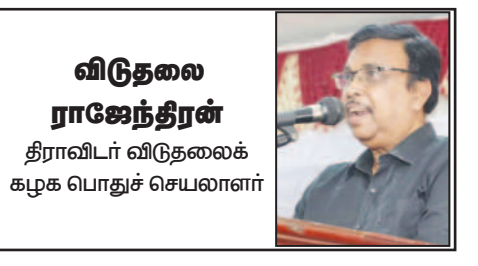 விடுதலை
ராஜேந்திரன்
திராவிடர் விடுதலைக்
கழக பொதுச் செயலாளர்